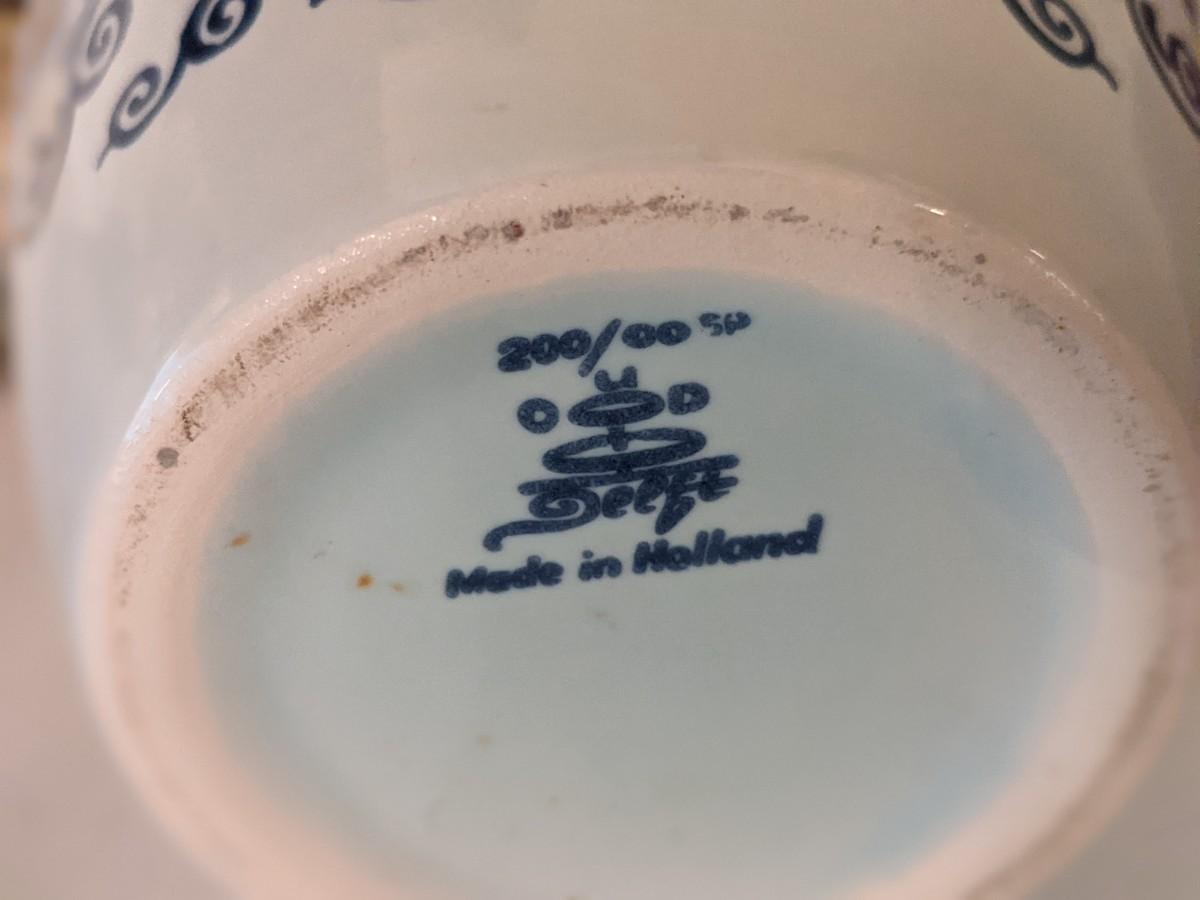 200/00 SP
O U D
Delft
Made in Holland